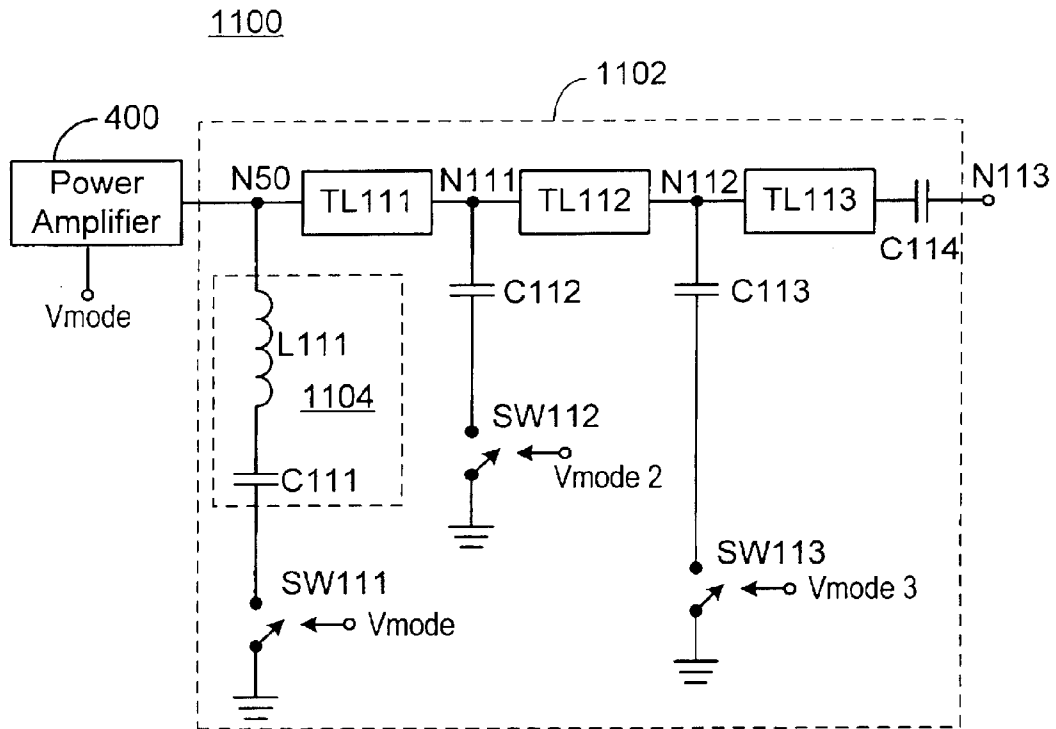 1100
1102
400
Power
Amplifier
N50
TL111
N111
TL112
N112
TL113
N113
C114
Vmode
L111
1104
C111
C112
C113
SW112
Vmode 2
SW113
Vmode 3
SW111
Vmode